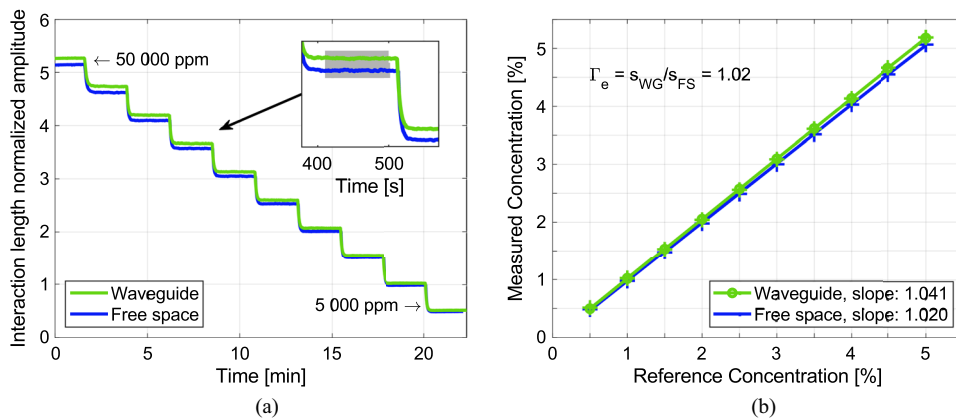 6
5
4
3
2
1
0
Interaction length normalized amplitude
← 50 000 ppm
400
500
Time [s]
Waveguide
Free space
5 000 ppm →
0
5
10
15
20
Time [min]
(a)
5
4
3
2
1
0
Measured Concentration [%]
Γe = sWG/sFS = 1.02
Waveguide, slope: 1.041
Free space, slope: 1.020
1
2
3
4
5
Reference Concentration [%]
(b)